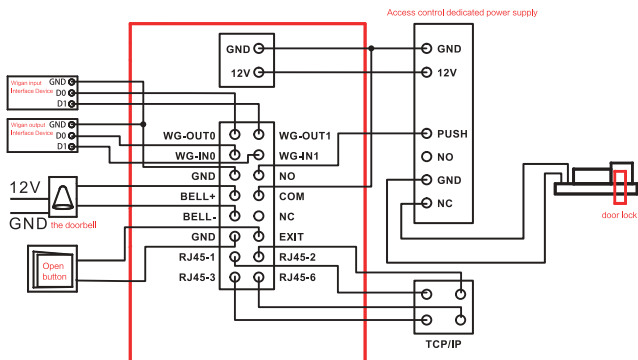 Access control dedicated power supply
GND
12V
GND
12V
PUSH
NO
GND
NC
Wigan input
Interface Device
GND
D0
D1
Wigan output
Interface Device
GND
D0
D1
WG-OUT0
WG-OUT1
WG-IN0
WG-IN1
GND
NO
BELL+
COM
BELL-
NC
GND
EXIT
RJ45-1
RJ45-2
RJ45-3
RJ45-6
12V
GND
the doorbell
Open
button
door lock
TCP/IP